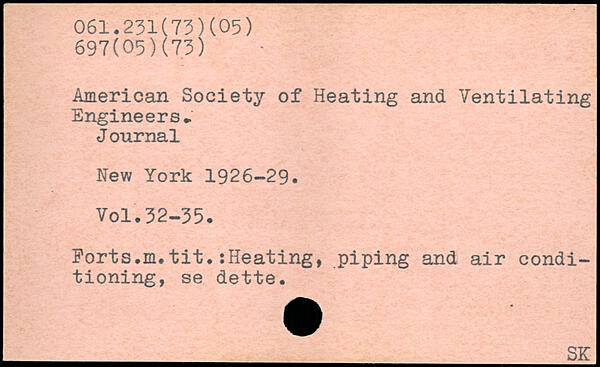 061.231(73)(05)
697(05)(73)
American Society of Heating and Ventilating
Engineers.
Journal
New York 1926-29.
Vol.32-35.
Forts.m.tit.:Heating, piping and air condi-
tioning, se dette.
SK